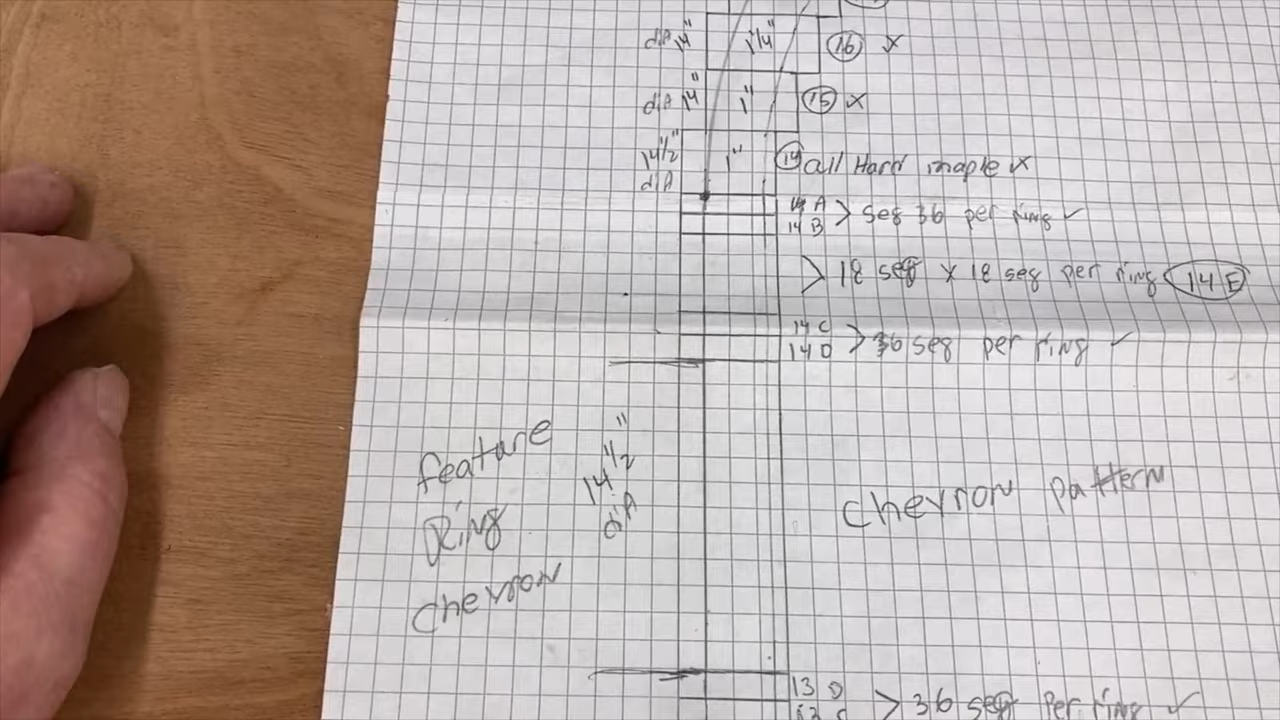 dIA 14" 1 1/4" 16 x
dIA 14" 1" 15 x
14 1/2" dIA 1" 14 all Hard maple x
14 A
14 B > seg 36 per ring ✓
> 18 seg x 18 seg per ring 14 E
14 C
14 D > 36 seg per ring ✓
feature
Ring
chevron
14 1/2"
dIA
chevron pattern
13 D
13 C > 36 seg per ring ✓